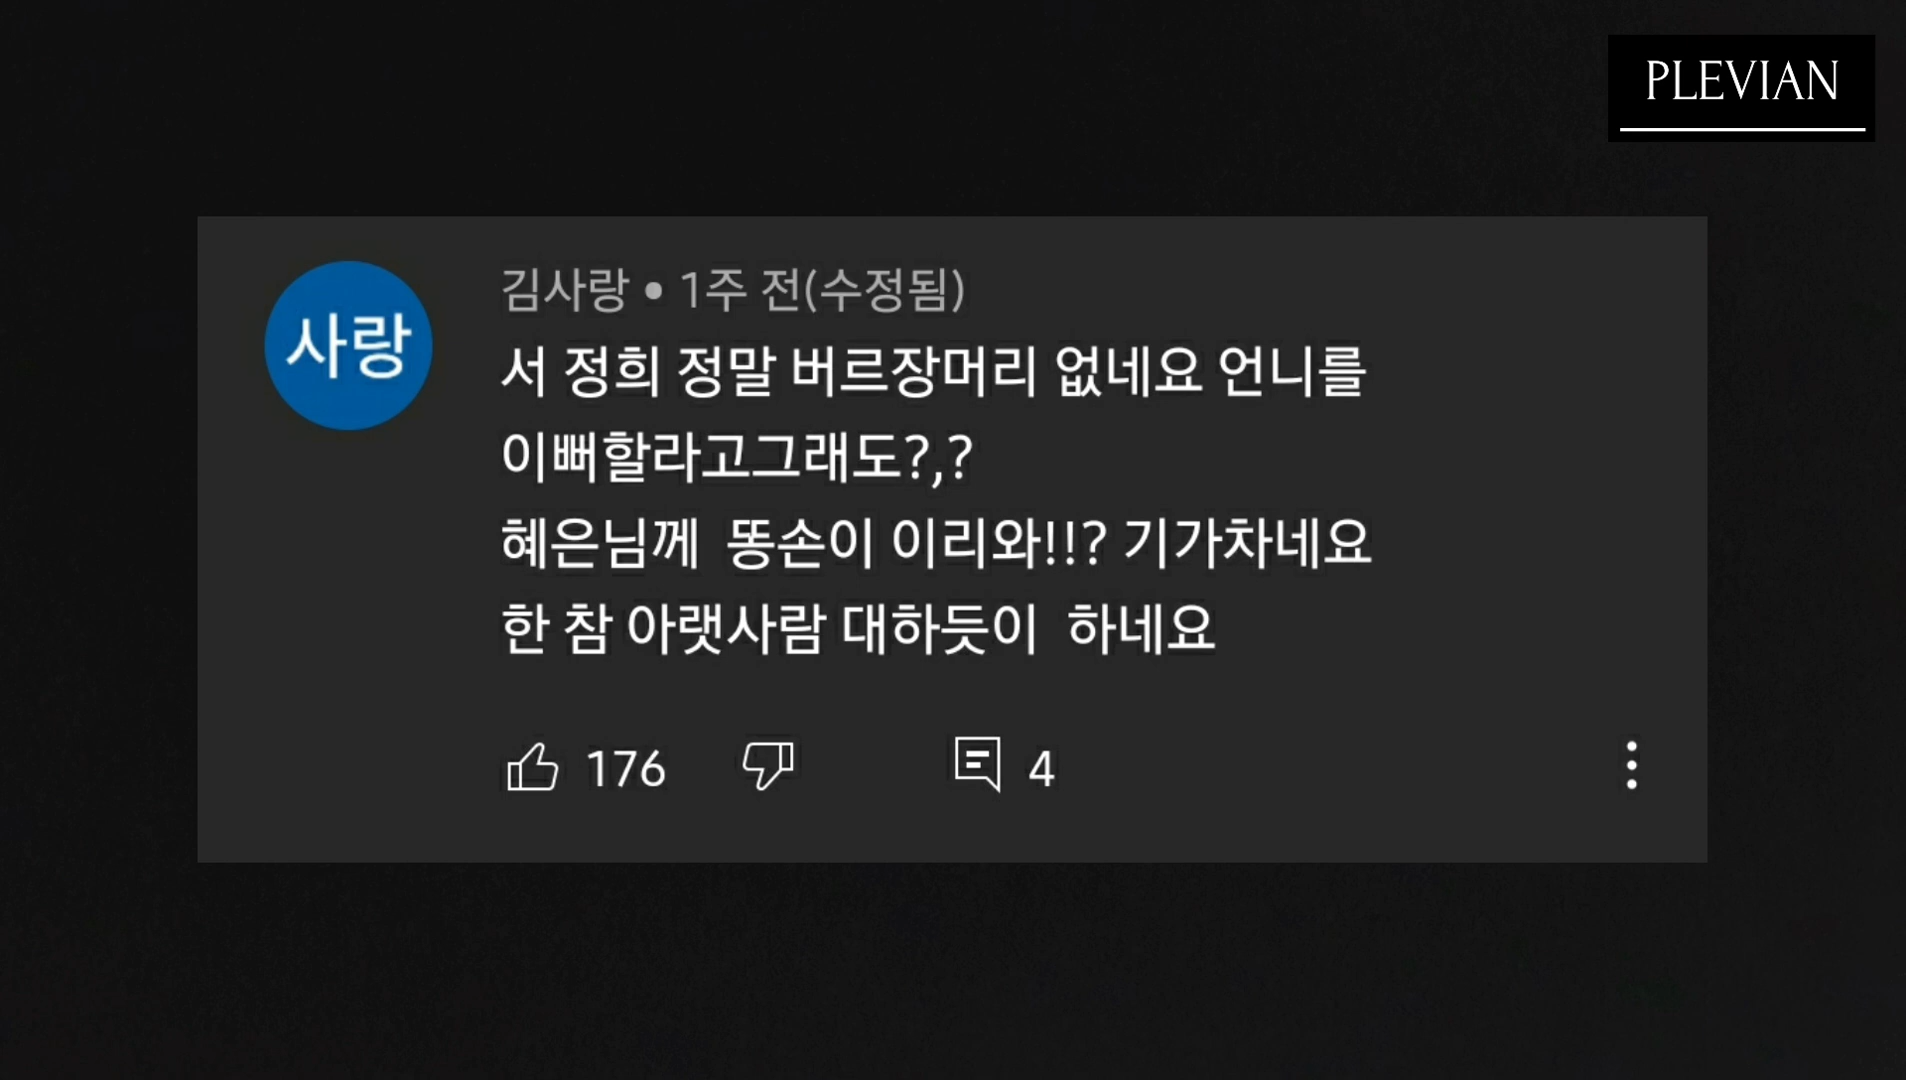 PLEVIAN
사랑
김사랑 • 1주 전(수정됨)
서 정희 정말 버르장머리 없네요 언니를
이뻐할라고그래도?,?
혜은님께 똥손이 이리와!!? 기가차네요
한 참 아랫사람 대하듯이 하네요
176
4